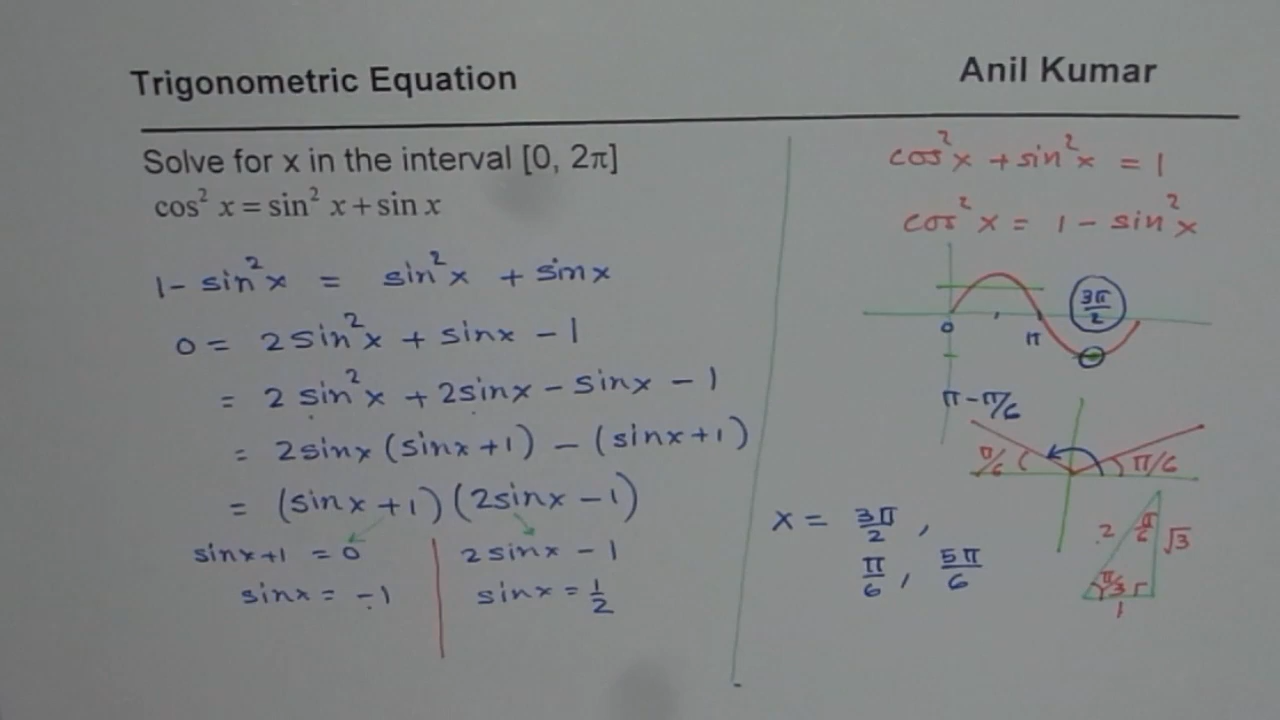 Trigonometric Equation
Anil Kumar
Solve for x in the interval [0, 2π]
cos² x = sin² x + sin x
1 - sin²x = sin²x + sinx
0 = 2 sin²x + sinx - 1
= 2 sin²x + 2sinx - sinx - 1
= 2sinx (sinx+1) - (sinx+1)
= (sinx+1)(2sinx-1)
sinx+1 = 0
sinx = -1
2sinx - 1
sinx = 1/2
cos²x + sin²x = 1
cos²x = 1 - sin²x
3π/2
0
π
π-π/6
π/6
π/6
x = 3π/2 ,
π/6 , 5π/6
2
π/6
√3
π/3
1